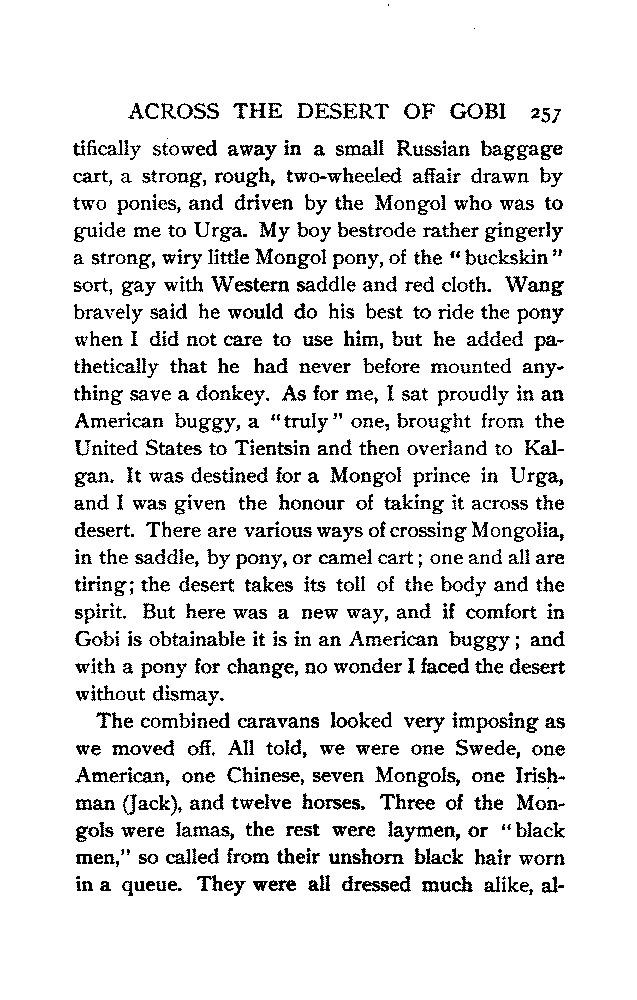 ACROSS THE DESERT OF GOBI 257
tifically stowed away in a small Russian baggage
cart, a strong, rough, two-wheeled affair drawn by
two ponies, and driven by the Mongol who was to
guide me to Urga. My boy bestrode rather gingerly
a strong, wiry little Mongol pony, of the "buckskin"
sort, gay with Western saddle and red cloth. Wang
bravely said he would do his best to ride the pony
when I did not care to use him, but he added pa-
thetically that he had never before mounted any-
thing save a donkey. As for me, I sat proudly in an
American buggy, a "truly" one, brought from the
United States to Tientsin and then overland to Kal-
gan. It was destined for a Mongol prince in Urga,
and I was given the honour of taking it across the
desert. There are various ways of crossing Mongolia,
in the saddle, by pony, or camel cart; one and all are
tiring; the desert takes its toll of the body and the
spirit. But here was a new way, and if comfort in
Gobi is obtainable it is in an American buggy; and
with a pony for change, no wonder I faced the desert
without dismay.
The combined caravans looked very imposing as
we moved off. All told, we were one Swede, one
American, one Chinese, seven Mongols, one Irish-
man (Jack), and twelve horses. Three of the Mon-
gols were lamas, the rest were laymen, or "black
men," so called from their unshorn black hair worn
in a queue. They were all dressed much alike, al-